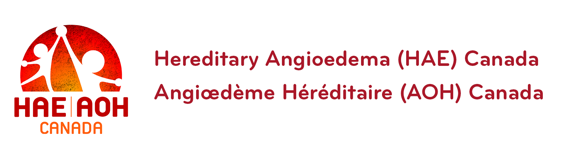 HAE|AOH
CANADA
Hereditary Angioedema (HAE) Canada
Angiœdème Héréditaire (AOH) Canada